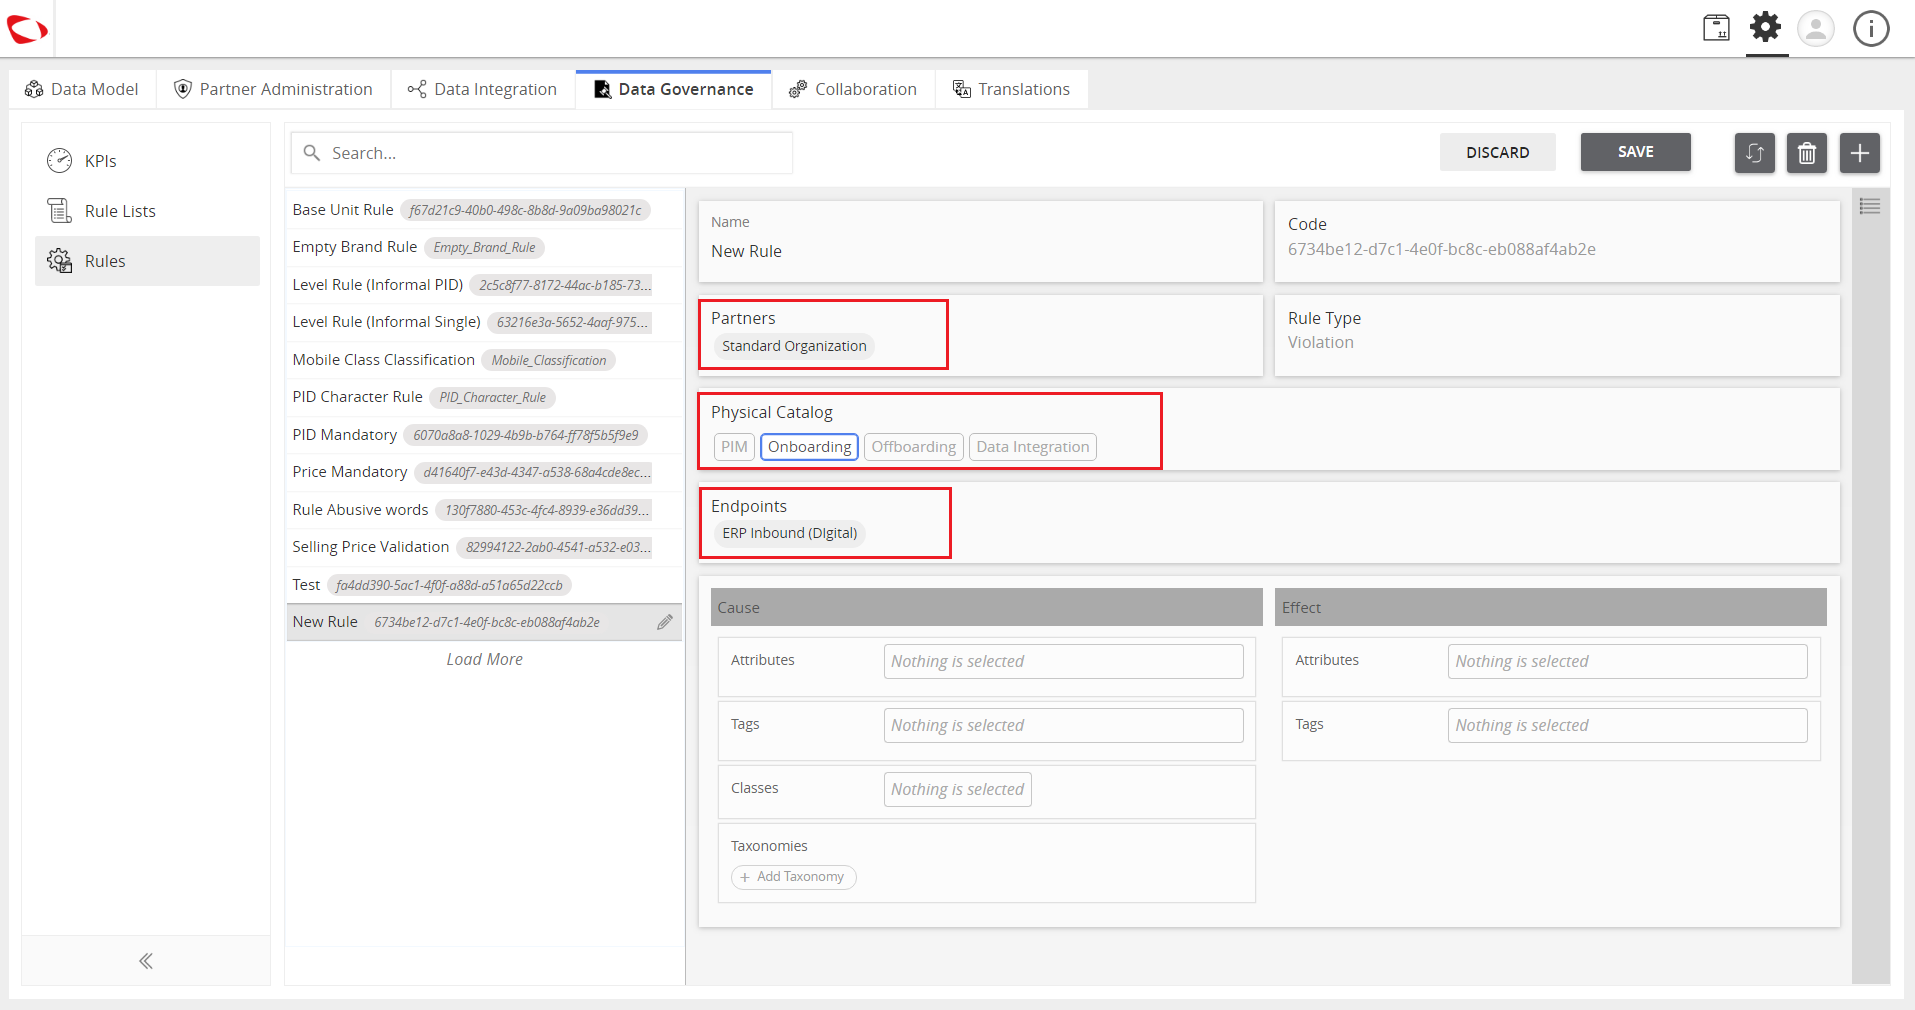 Data Model
Partner Administration
Data Integration
Data Governance
Collaboration
Translations
KPIs
Rule Lists
Rules
Search...
DISCARD
SAVE
Base Unit Rule f67d21c9-40b0-498c-8b8d-9a09ba98021c
Empty Brand Rule Empty_Brand_Rule
Level Rule (Informal PID) 2c5c8f77-8172-44ac-b185-73...
Level Rule (Informal Single) 63216e3a-5652-4aaf-975...
Mobile Class Classification Mobile_Classification
PID Character Rule PID_Character_Rule
PID Mandatory 6070a8a8-1029-4b9b-b764-ff78f5b5f9e9
Price Mandatory d41640f7-e43d-4347-a538-68a4cde8ec...
Rule Abusive words 130f7880-453c-4fc4-8939-e36dd39...
Selling Price Validation 82994122-2ab0-4541-a532-e03...
Test fa4dd390-5ac1-4f0f-a88d-a51a65d22ccb
New Rule 6734be12-d7c1-4e0f-bc8c-eb088af4ab2e
Load More
Name
New Rule
Code
6734be12-d7c1-4e0f-bc8c-eb088af4ab2e
Partners
Standard Organization
Rule Type
Violation
Physical Catalog
PIM Onboarding Offboarding Data Integration
Endpoints
ERP Inbound (DIgital)
Cause
Attributes Nothing is selected
Tags Nothing is selected
Classes Nothing is selected
Taxonomies
+ Add Taxonomy
Effect
Attributes Nothing is selected
Tags Nothing is selected